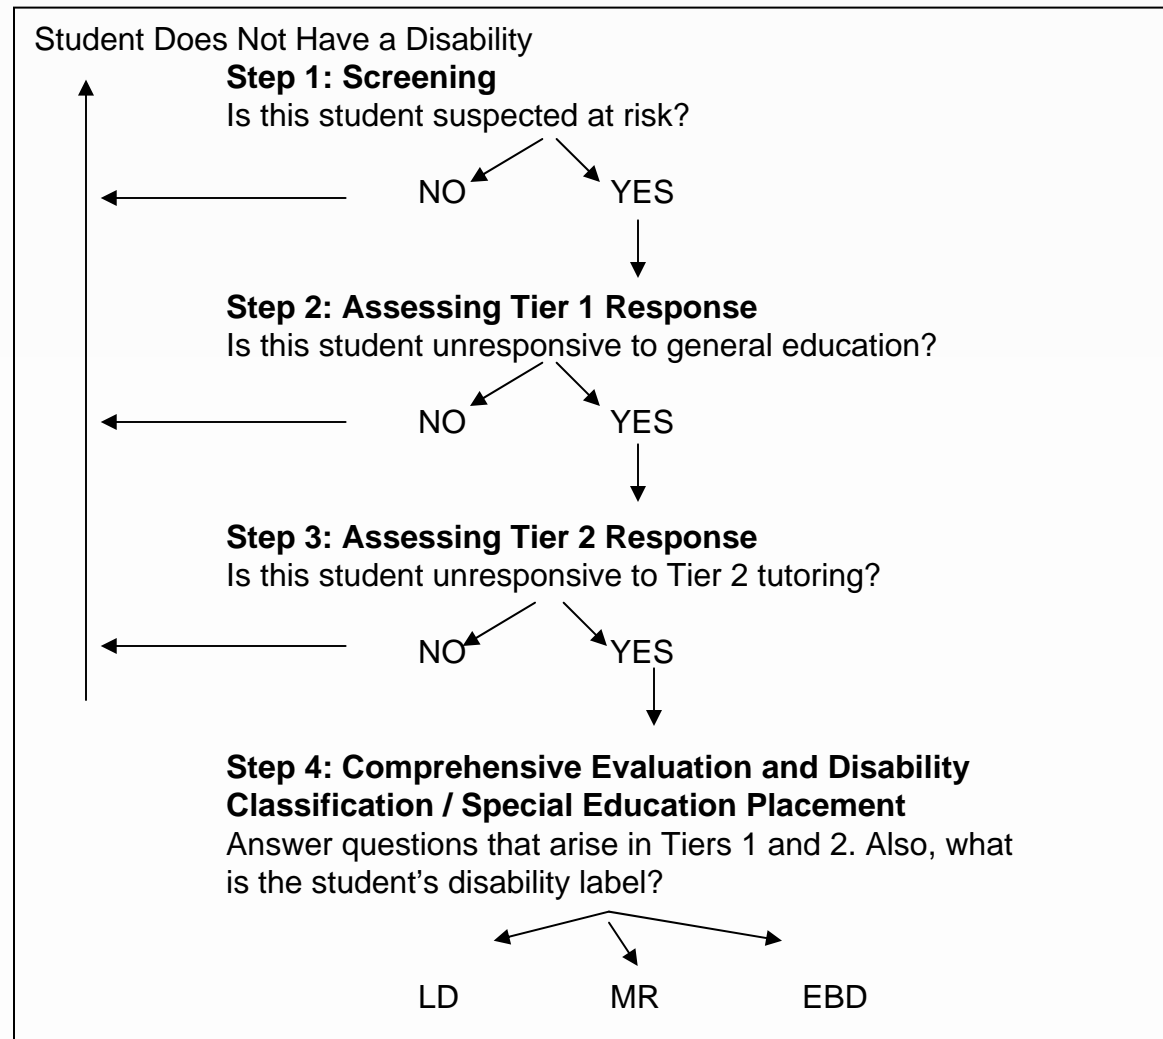 Student Does Not Have a Disability
Step 1: Screening
Is this student suspected at risk?
NO YES
Step 2: Assessing Tier 1 Response
Is this student unresponsive to general education?
NO YES
Step 3: Assessing Tier 2 Response
Is this student unresponsive to Tier 2 tutoring?
NO YES
Step 4: Comprehensive Evaluation and Disability
Classification / Special Education Placement
Answer questions that arise in Tiers 1 and 2. Also, what
is the student's disability label?
LD MR EBD